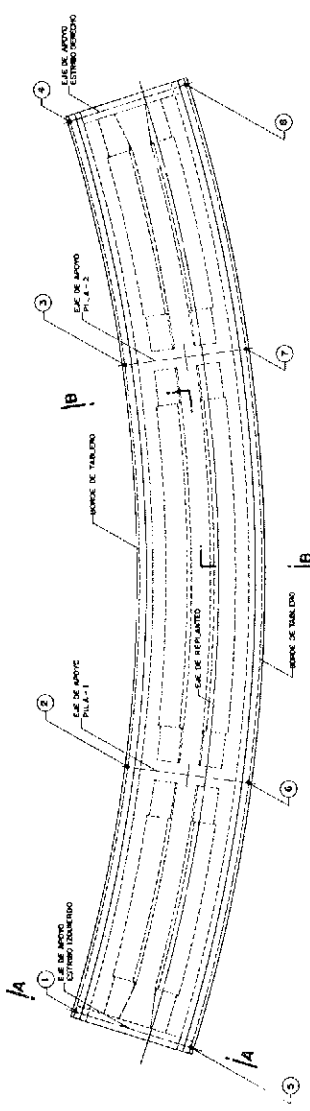 4
EJE DE APOYO
ESTRIBO DERECHO
8
3
EJE DE APOYO
PILA-2
7
B
BORDE DE TABLERO
B
BORDE DE TABLERO
EJE DE REPLANTEO
2
EJE DE APOYO
PILA-1
6
1
EJE DE APOYO
ESTRIBO IZQUIERDO
A
A
5